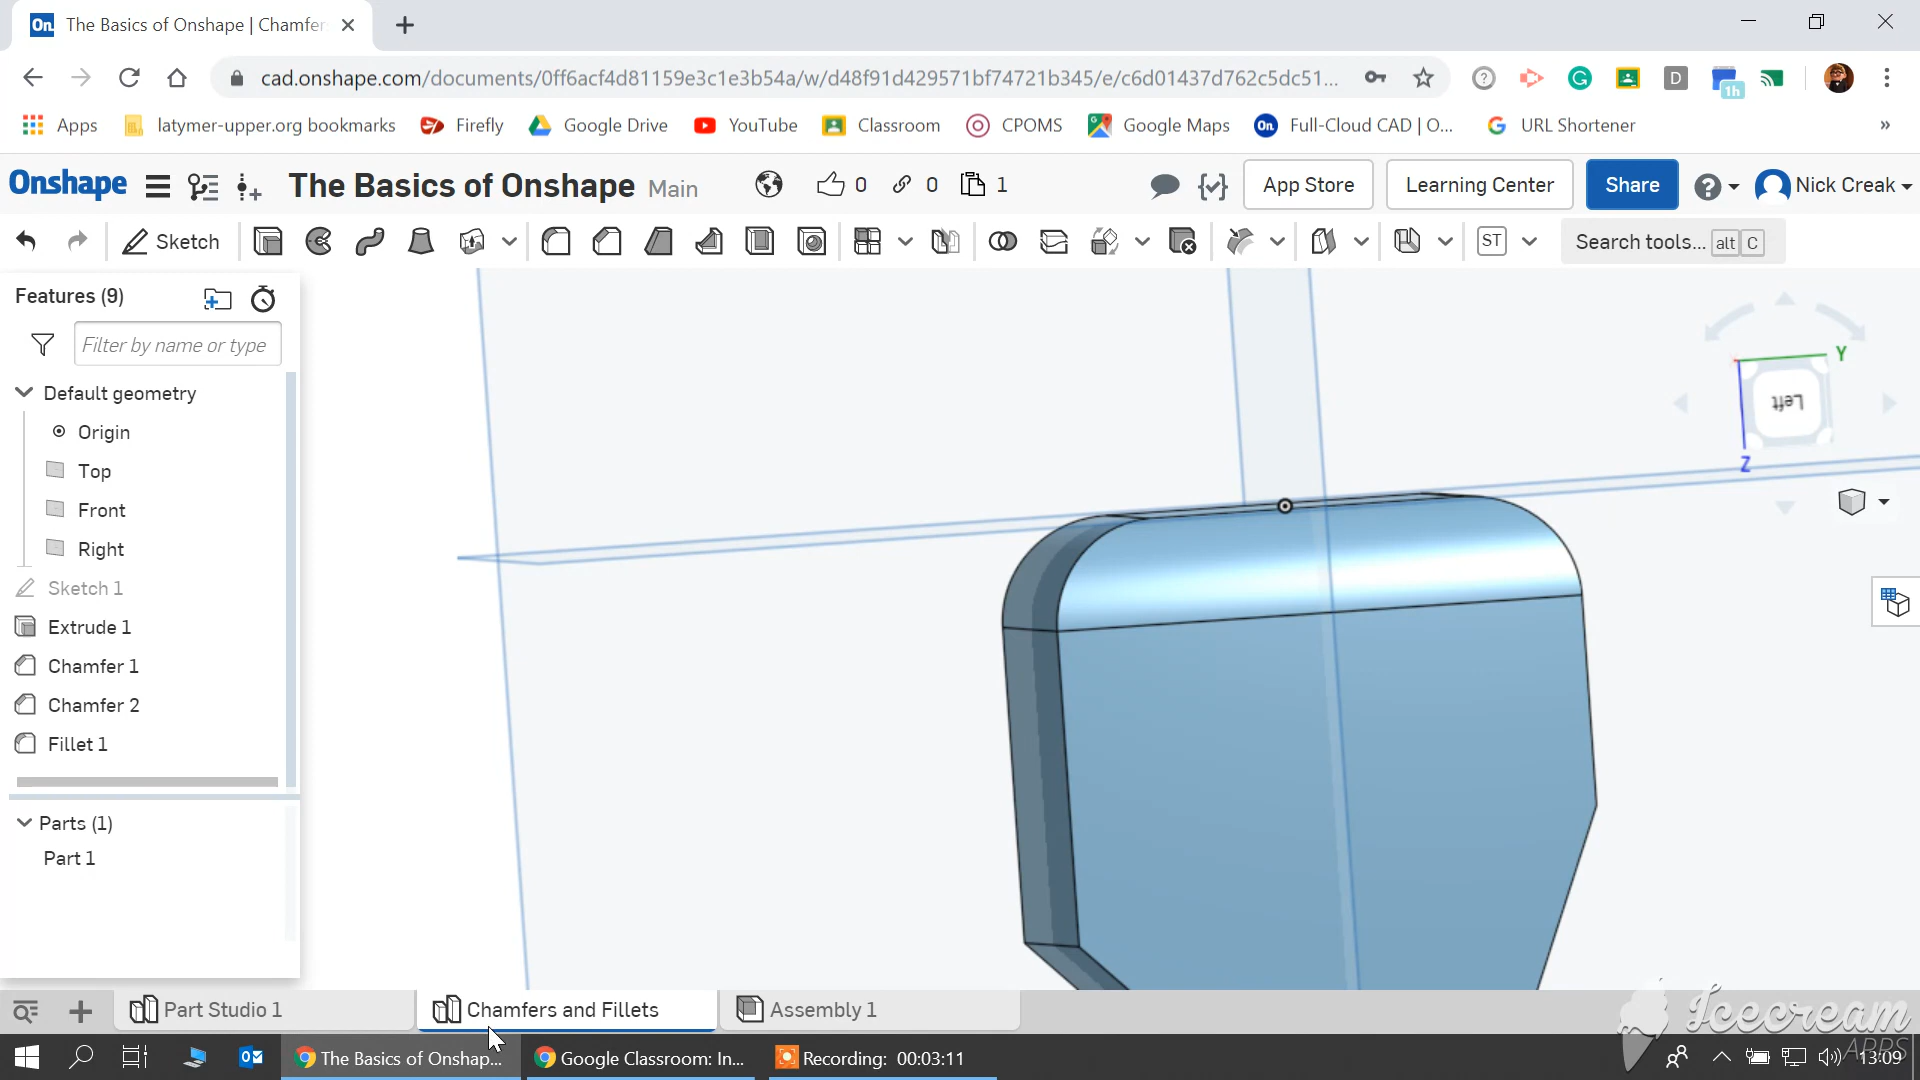 On. The Basics of Onshape | Chamfer
cad.onshape.com/documents/0ff6acf4d81159e3c1e3b54a/w/d48f91d429571bf74721b345/e/c6d01437d762c5dc51...
1h
Apps latymer-upper.org bookmarks Firefly Google Drive YouTube Classroom CPOMS Google Maps On Full-Cloud CAD | O... URL Shortener »
Onshape The Basics of Onshape Main 0 0 1 App Store Learning Center Share Nick Creak
Sketch ST Search tools... alt C
Features (9)
Filter by name or type
Default geometry
Origin
Top
Front
Right
Sketch 1
Extrude 1
Chamfer 1
Chamfer 2
Fillet 1
Parts (1)
Part 1
Y
Left
Z
Part Studio 1 Chamfers and Fillets Assembly 1
Icecream
APPS
The Basics of Onshap... Google Classroom: In... Recording: 00:03:11 13:09